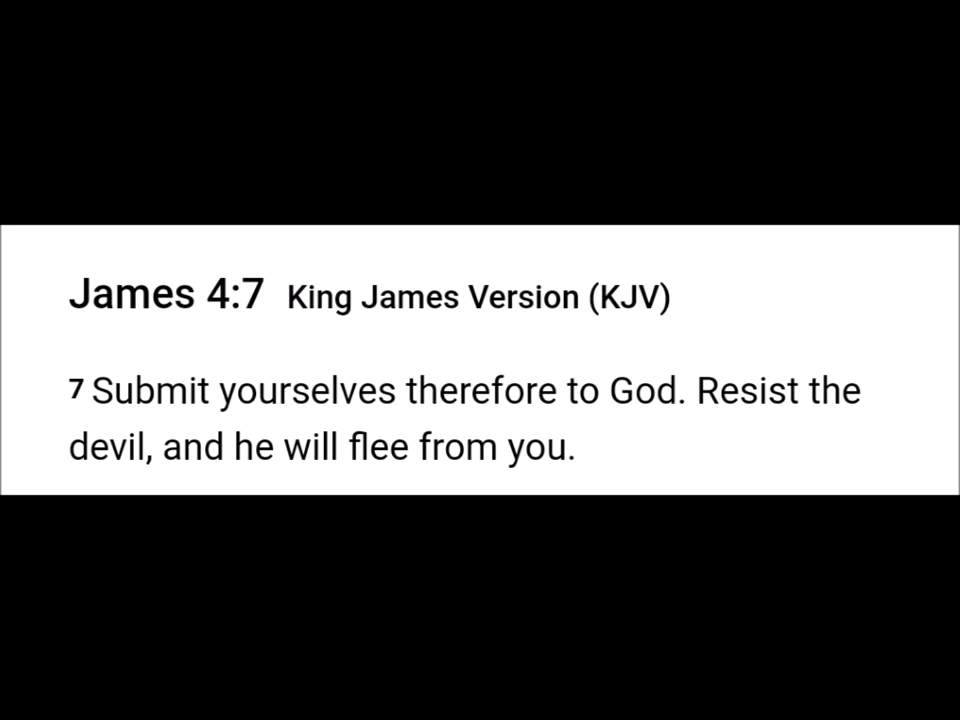 James 4:7 King James Version (KJV)
7 Submit yourselves therefore to God. Resist the
devil, and he will flee from you.